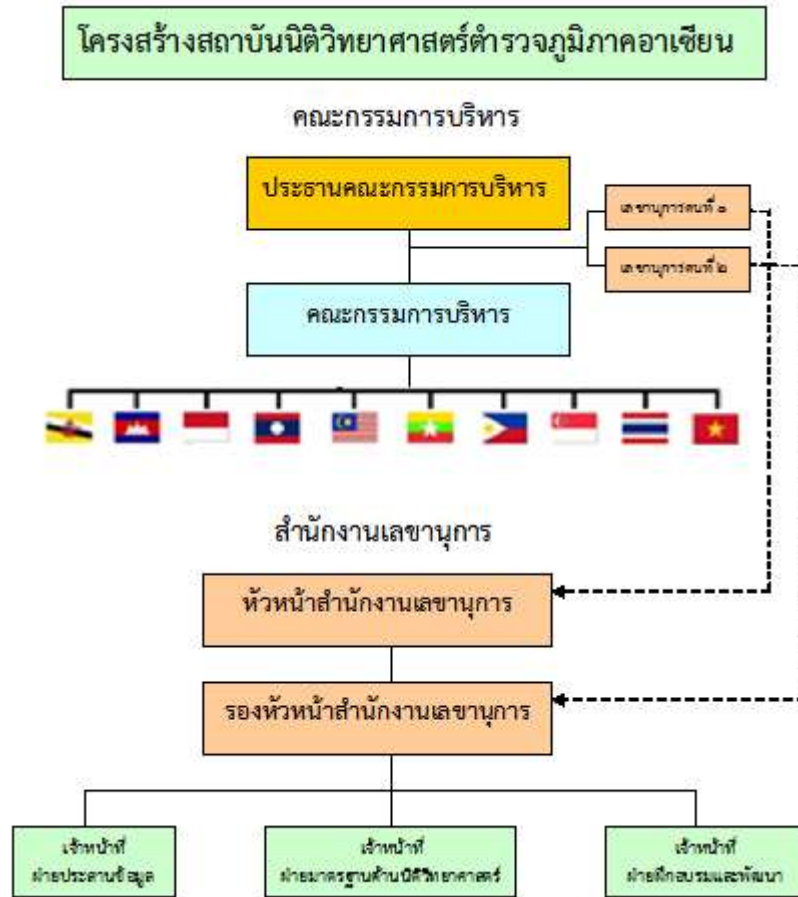 โครงสร้างสถาบันนิติวิทยาศาสตร์ตำรวจภูมิภาคอาเซียน
คณะกรรมการบริหาร
ประธานคณะกรรมการบริหาร
เลขานุการคนที่ ๑
เลขานุการคนที่ ๒
คณะกรรมการบริหาร
สำนักงานเลขานุการ
หัวหน้าสำนักงานเลขานุการ
รองหัวหน้าสำนักงานเลขานุการ
เจ้าหน้าที่
ฝ่ายประสานข้อมูล
เจ้าหน้าที่
ฝ่ายมาตรฐานด้านนิติวิทยาศาสตร์
เจ้าหน้าที่
ฝ่ายฝึกอบรมและพัฒนา